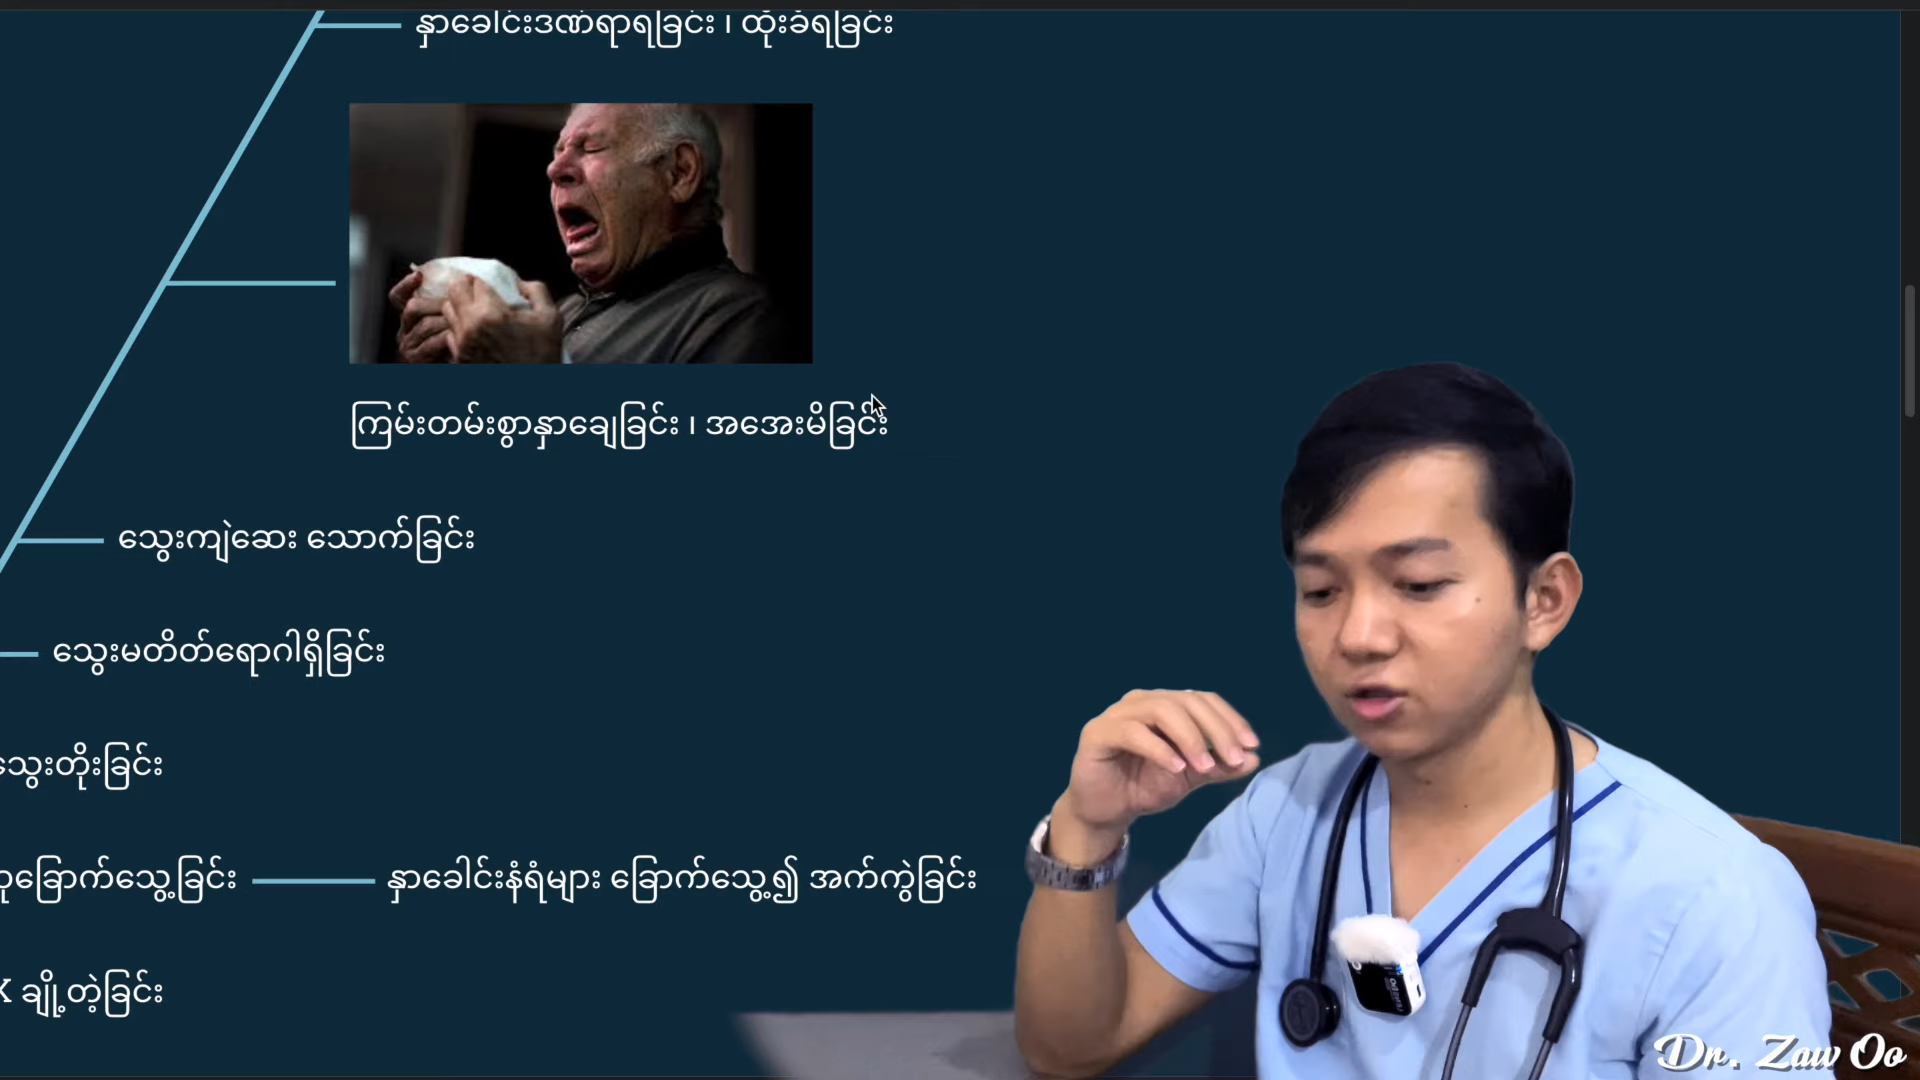 နှာခေါင်းဒဏ်ရာရခြင်း ၊ ထိုးခံရခြင်း
ကြမ်းတမ်းစွာနှာချေခြင်း ၊ အအေးမိခြင်း
သွေးကျဲဆေး သောက်ခြင်း
သွေးမတိတ်ရောဂါရှိခြင်း
သွေးတိုးခြင်း
ခြောက်သွေ့ခြင်း
နှာခေါင်းနံရံများ ခြောက်သွေ့၍ အက်ကွဲခြင်း
K ချို့တဲ့ခြင်း
Dr. Zaw Oo